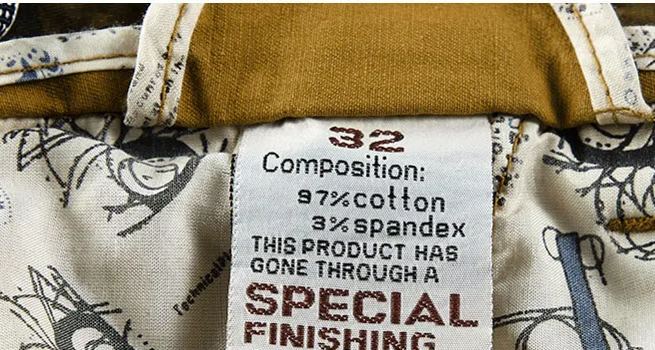 32
Composition:
97%cotton
3%spandex
THIS PRODUCT HAS
GONE THROUGH A
SPECIAL
FINISHING